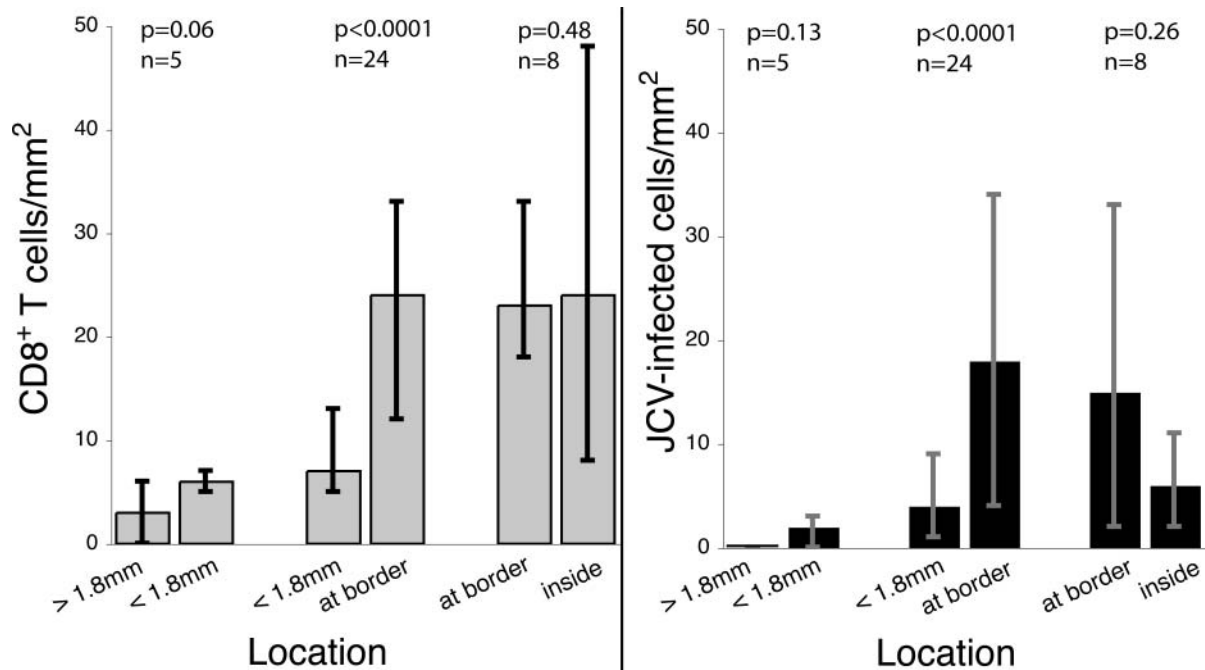 50
40
30
20
10
0
CD8+ T cells/mm2
p=0.06
n=5
p<0.0001
n=24
p=0.48
n=8
> 1.8mm
< 1.8mm
< 1.8mm
at border
at border
inside
Location
50
40
30
20
10
0
JCV-infected cells/mm2
p=0.13
n=5
p<0.0001
n=24
p=0.26
n=8
> 1.8mm
< 1.8mm
< 1.8mm
at border
at border
inside
Location